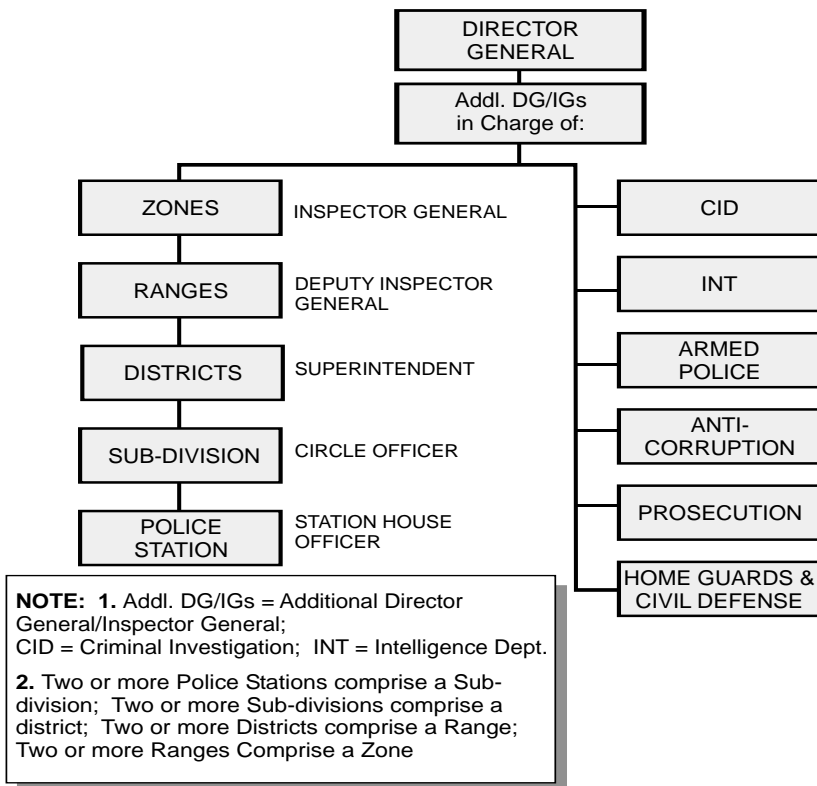 DIRECTOR
GENERAL
Addl. DG/IGs
in Charge of:
ZONES
INSPECTOR GENERAL
RANGES
DEPUTY INSPECTOR
GENERAL
DISTRICTS
SUPERINTENDENT
SUB-DIVISION
CIRCLE OFFICER
POLICE
STATION
STATION HOUSE
OFFICER
CID
INT
ARMED
POLICE
ANTI-
CORRUPTION
PROSECUTION
HOME GUARDS &
CIVIL DEFENSE
NOTE: 1. Addl. DG/IGs = Additional Director
General/Inspector General;
CID = Criminal Investigation; INT = Intelligence Dept.
2. Two or more Police Stations comprise a Sub-
division; Two or more Sub-divisions comprise a
district; Two or more Districts comprise a Range;
Two or more Ranges Comprise a Zone